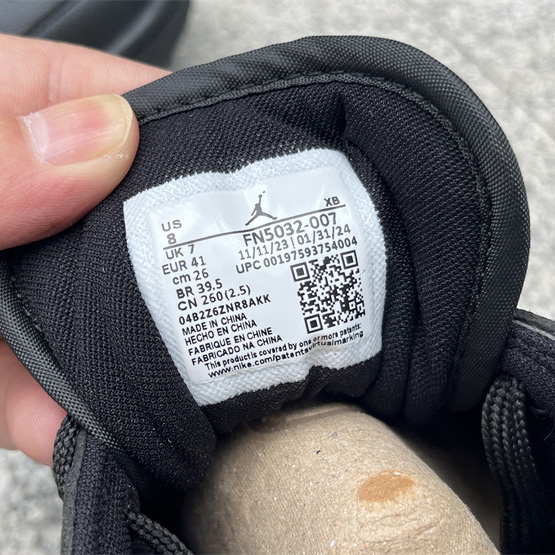 US
8
XB
UK 7
FN5032-007
EUR 41
11/11/23 | 01/31/24
cm 26
UPC 00197593754004
BR 39.5
CN 260(2.5)
04B2Z6ZNR8AKK
MADE IN CHINA
HECHO EN CHINA
FABRIQUE EN CHINE
FABRICADO NA CHINA
This product is covered by one or more patents:
www.nike.com/patentsvirtualmarking